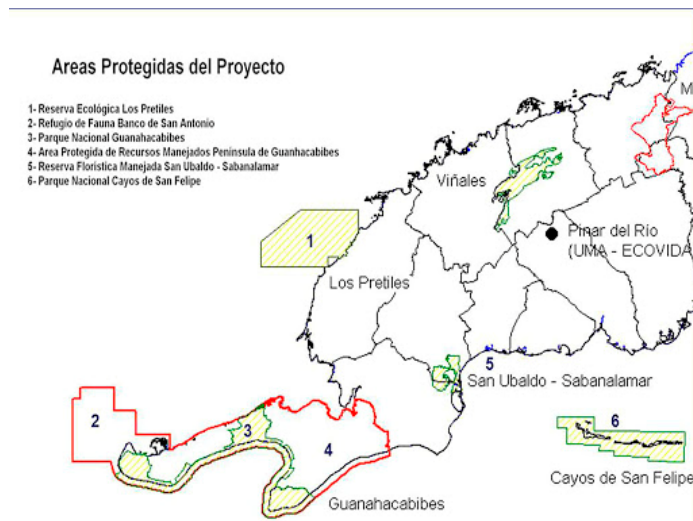 Areas Protegidas del Proyecto
1- Reserva Ecológica Los Pretiles
2- Refugio de Fauna Banco de San Antonio
3- Parque Nacional Guanahacabibes
4- Area Protegida de Recursos Manejados Peninsula de Guanhacabibes
5- Reserva Floristica Manejada San Ubaldo - Sabanalamar
6- Parque Nacional Cayos de San Felipe
M
Viñales
Pinar del Río
(UMA - ECOVIDA
1
Los Pretiles
5
San Ubaldo - Sabanalamar
2
3
4
6
Cayos de San Felipe
Guanahacabibes